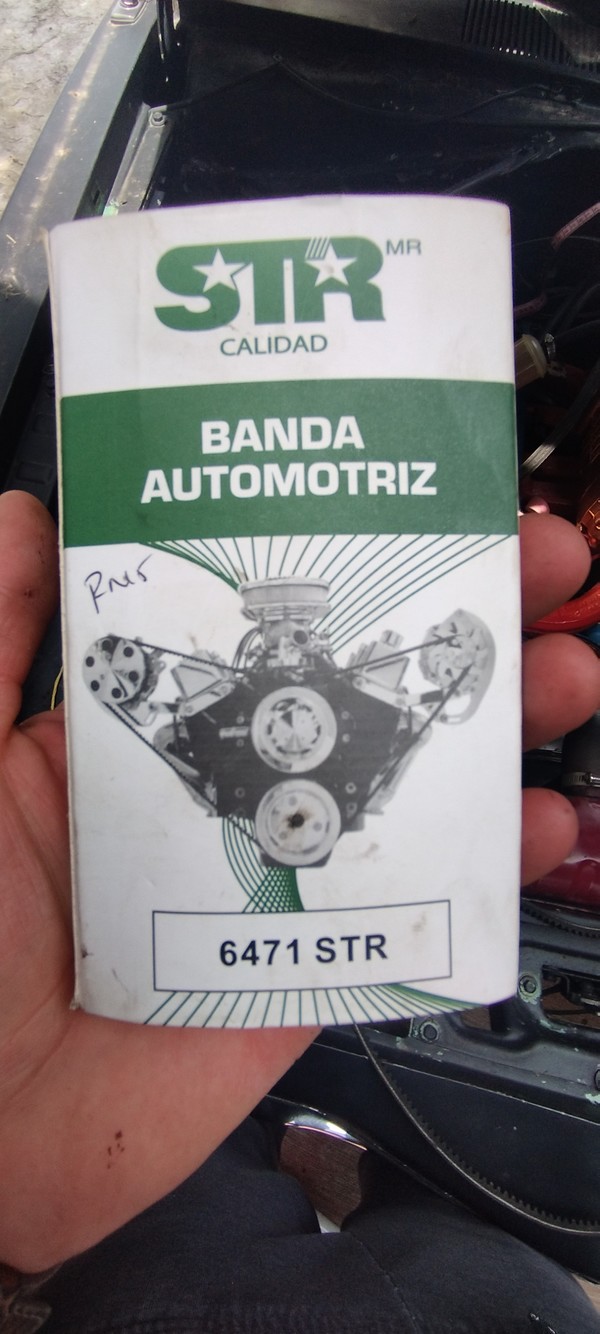 STR MR
CALIDAD
BANDA
AUTOMOTRIZ
6471 STR